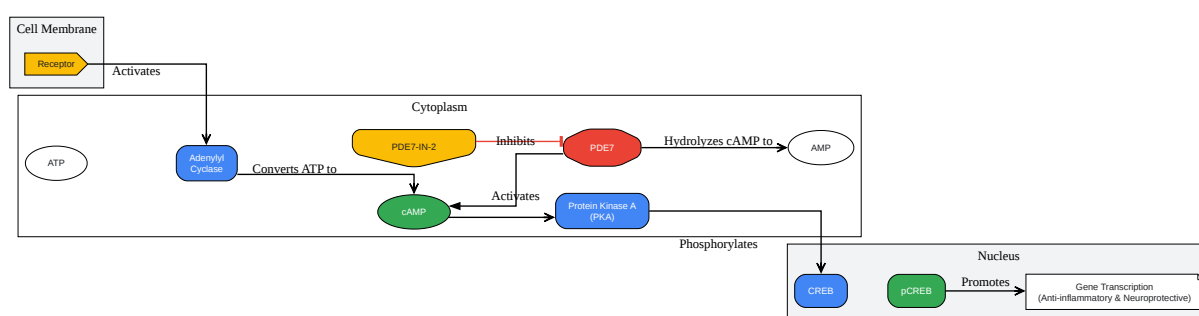 Cell Membrane
Receptor
Activates
Cytoplasm
ATP
Adenylyl
Cyclase
Converts ATP to
PDE7-IN-2
Inhibits
PDE7
Hydrolyzes cAMP to
AMP
cAMP
Activates
Protein Kinase A
(PKA)
Phosphorylates
Nucleus
CREB
pCREB
Promotes
Gene Transcription
(Anti-inflammatory & Neuroprotective)